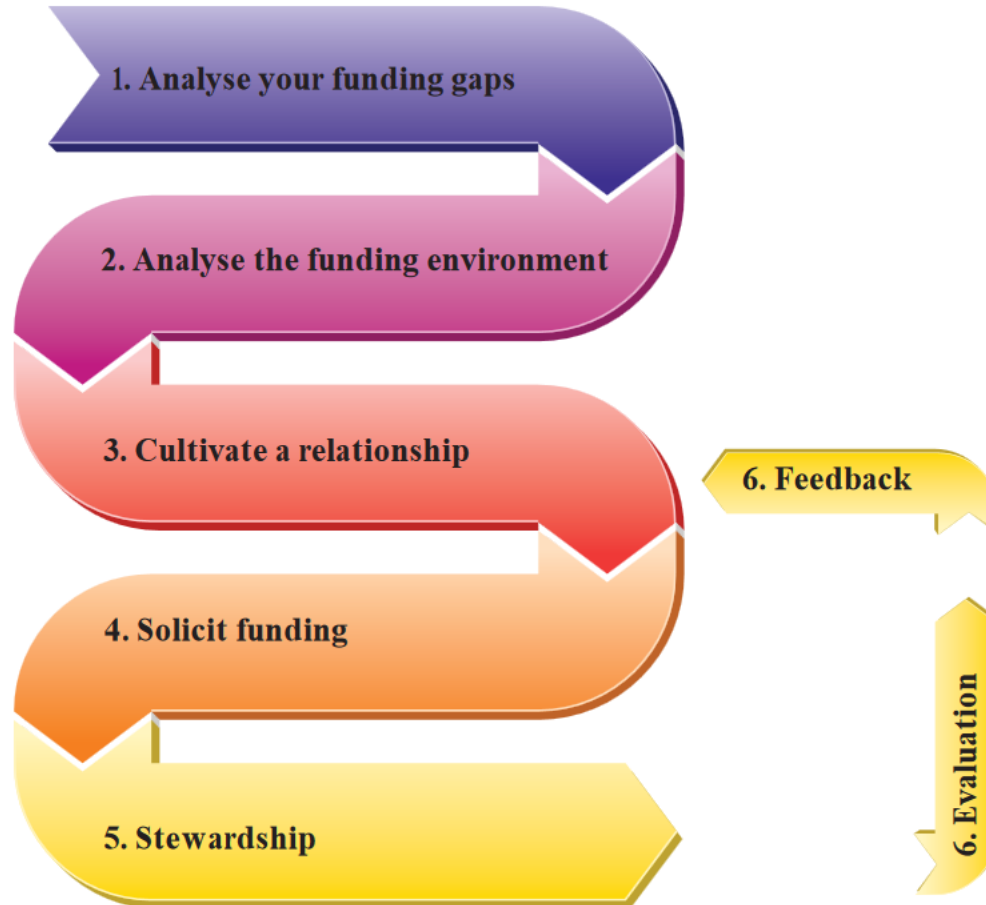 1. Analyse your funding gaps
2. Analyse the funding environment
3. Cultivate a relationship
6. Feedback
4. Solicit funding
5. Stewardship
6. Evaluation